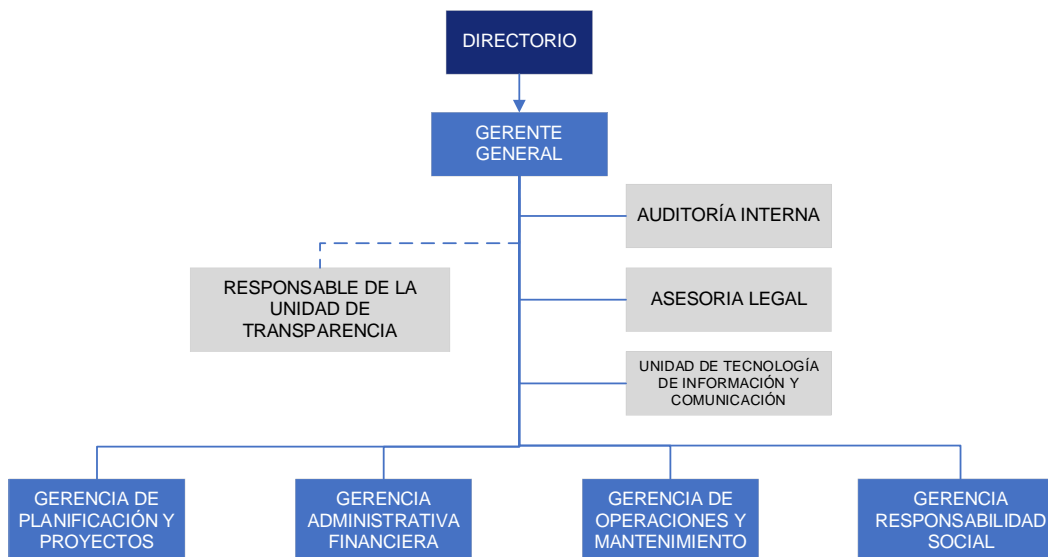 DIRECTORIO
GERENTE
GENERAL
AUDITORÍA INTERNA
RESPONSABLE DE LA
UNIDAD DE
TRANSPARENCIA
ASESORIA LEGAL
UNIDAD DE TECNOLOGÍA
DE INFORMACIÓN Y
COMUNICACIÓN
GERENCIA DE
PLANIFICACIÓN Y
PROYECTOS
GERENCIA
ADMINISTRATIVA
FINANCIERA
GERENCIA DE
OPERACIONES Y
MANTENIMIENTO
GERENCIA
RESPONSABILIDAD
SOCIAL